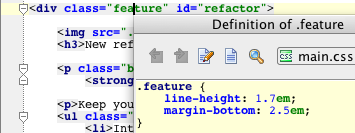 <div class="feature" id="refactor">
Definition of .feature
<img src=".
<h3>New ref
main.css
<p class="b
<strong
.feature {
line-height: 1.7em;
<p>Keep you
margin-bottom: 2.5em;
<ul class="
}
<li>Int